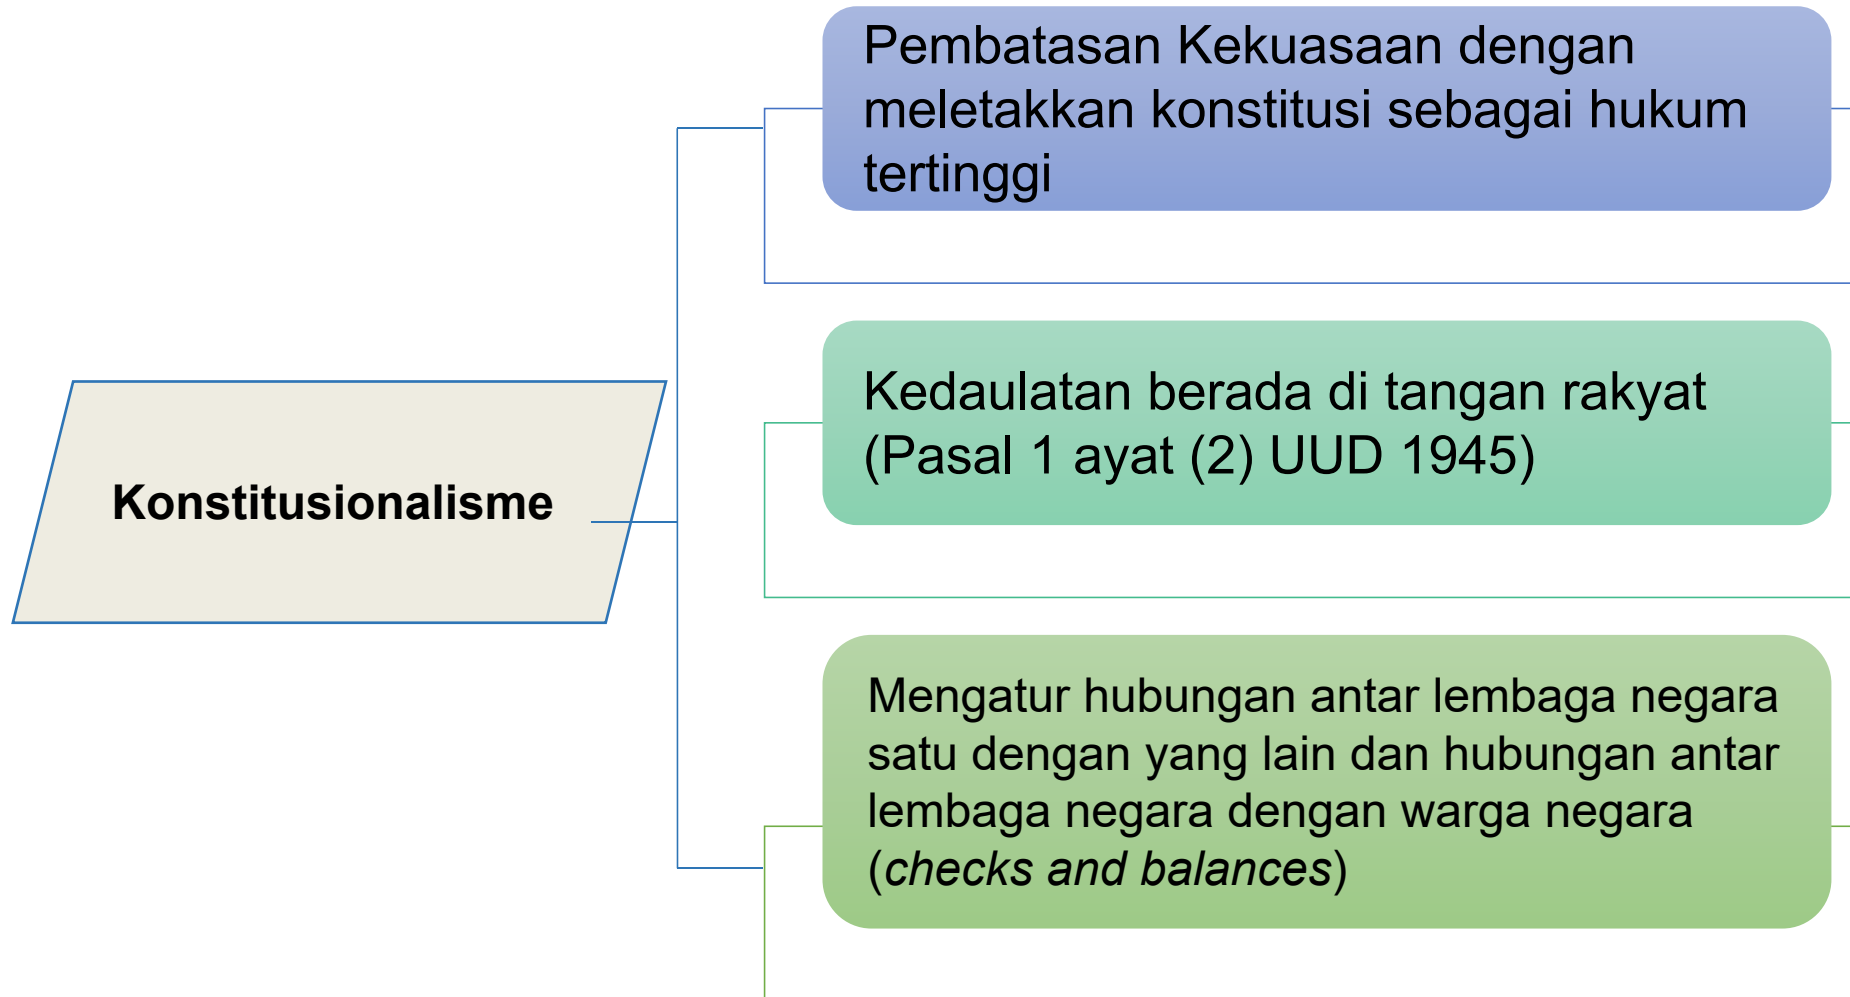 Pembatasan Kekuasaan dengan
meletakkan konstitusi sebagai hukum
tertinggi
Kedaulatan berada di tangan rakyat
(Pasal 1 ayat (2) UUD 1945)
Konstitusionalisme
Mengatur hubungan antar lembaga negara
satu dengan yang lain dan hubungan antar
lembaga negara dengan warga negara
(checks and balances)